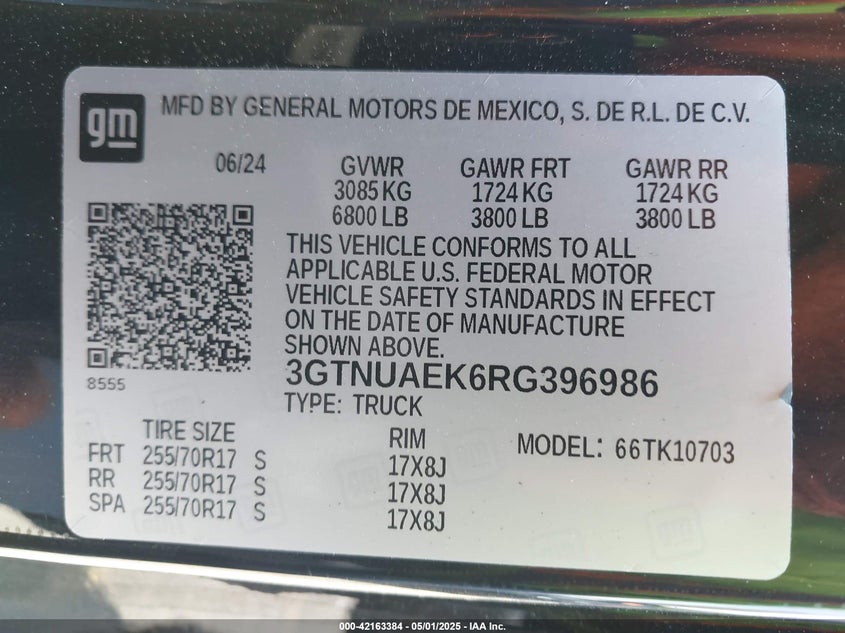 gm MFD BY GENERAL MOTORS DE MEXICO, S. DE R.L. DE C.V.
06/24 GVWR GAWR FRT GAWR RR
3085 KG 1724 KG 1724 KG
6800 LB 3800 LB 3800 LB
THIS VEHICLE CONFORMS TO ALL
APPLICABLE U.S. FEDERAL MOTOR
VEHICLE SAFETY STANDARDS IN EFFECT
ON THE DATE OF MANUFACTURE
SHOWN ABOVE.
8555
3GTNUAEK6RG396986
TYPE: TRUCK
TIRE SIZE RIM MODEL: 66TK10703
FRT 255/70R17 S 17X8J
RR 255/70R17 S 17X8J
SPA 255/70R17 S 17X8J
000-42163384 - 05/01/2025 - IAA Inc.